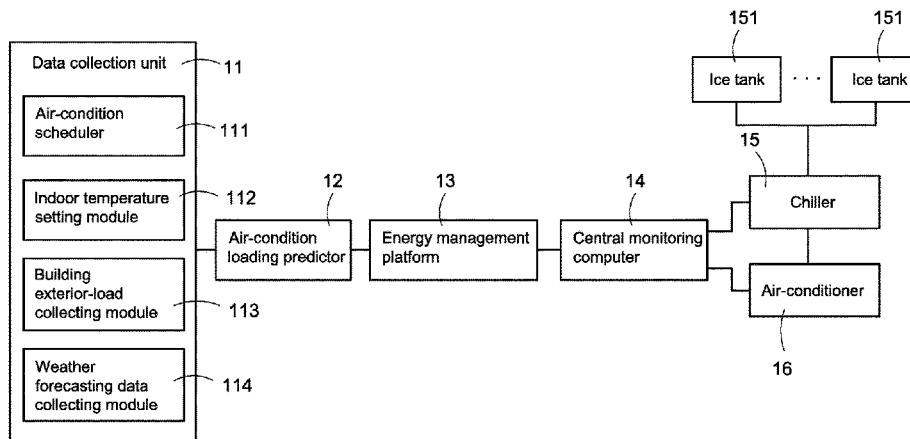 Data collection unit
11
Air-condition
scheduler
111
Indoor temperature
setting module
112
Building
exterior-load
collecting module
113
Weather
forecasting data
collecting module
114
12
Air-condition
loading predictor
13
Energy management
platform
14
Central monitoring
computer
151
151
Ice tank
. . .
Ice tank
15
Chiller
Air-conditioner
16